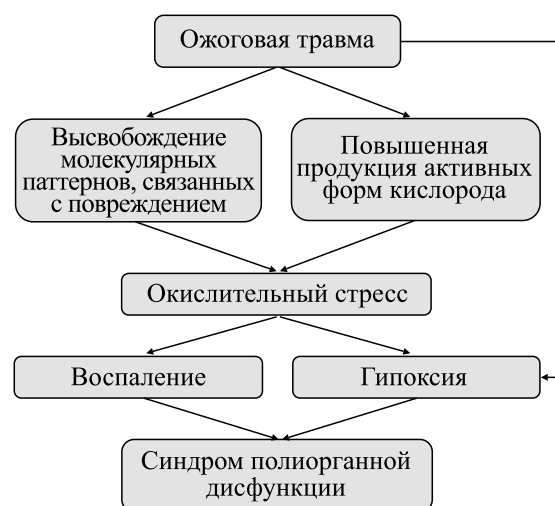 Ожоговая травма
Высвобождение
молекулярных
паттернов, связанных
с повреждением
Повышенная
продукция активных
форм кислорода
Окислительный стресс
Воспаление
Гипоксия
Синдром полиорганной
дисфункции